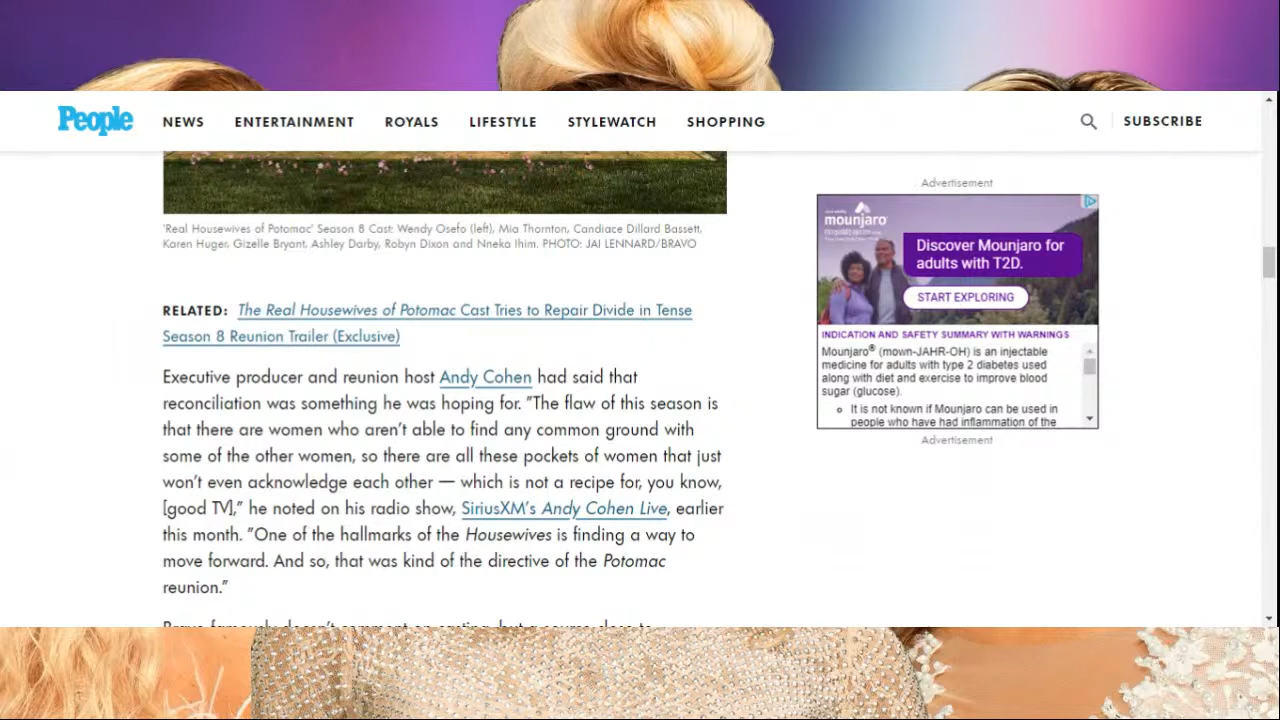 People NEWS ENTERTAINMENT ROYALS LIFESTYLE STYLEWATCH SHOPPING SUBSCRIBE
'Real Housewives of Potomac' Season 8 Cast: Wendy Osefo (left), Mia Thornton, Candiace Dillard Bassett,
Karen Huger, Gizelle Bryant, Ashley Darby, Robyn Dixon and Nneka Ihim. PHOTO: JAI LENNARD/BRAVO
RELATED: The Real Housewives of Potomac Cast Tries to Repair Divide in Tense
Season 8 Reunion Trailer (Exclusive)
Executive producer and reunion host Andy Cohen had said that
reconciliation was something he was hoping for. "The flaw of this season is
that there are women who aren't able to find any common ground with
some of the other women, so there are all these pockets of women that just
won't even acknowledge each other — which is not a recipe for, you know,
[good TV]," he noted on his radio show, SiriusXM's Andy Cohen Live, earlier
this month. "One of the hallmarks of the Housewives is finding a way to
move forward. And so, that was kind of the directive of the Potomac
reunion."
Advertisement
mounjaro
Discover Mounjaro for
adults with T2D.
START EXPLORING
INDICATION AND SAFETY SUMMARY WITH WARNINGS
Mounjaro® (mown-JAHR-OH) is an injectable
medicine for adults with type 2 diabetes used
along with diet and exercise to improve blood
sugar (glucose).
It is not known if Mounjaro can be used in
people who have had inflammation of the
Advertisement